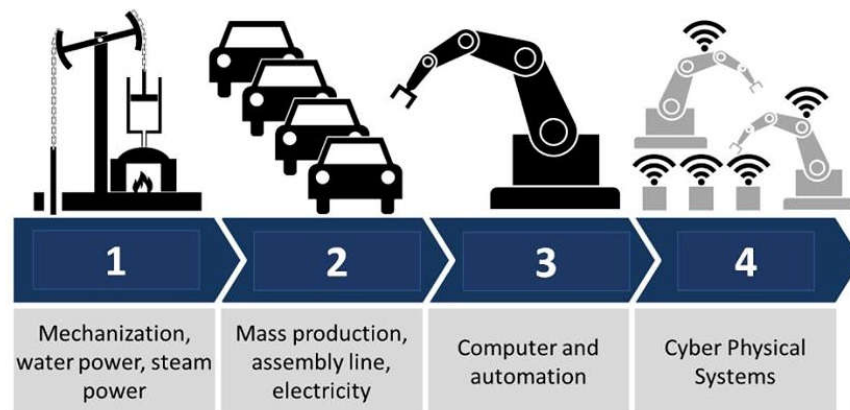 1
2
3
4
Mechanization,
water power, steam
power
Mass production,
assembly line,
electricity
Computer and
automation
Cyber Physical
Systems